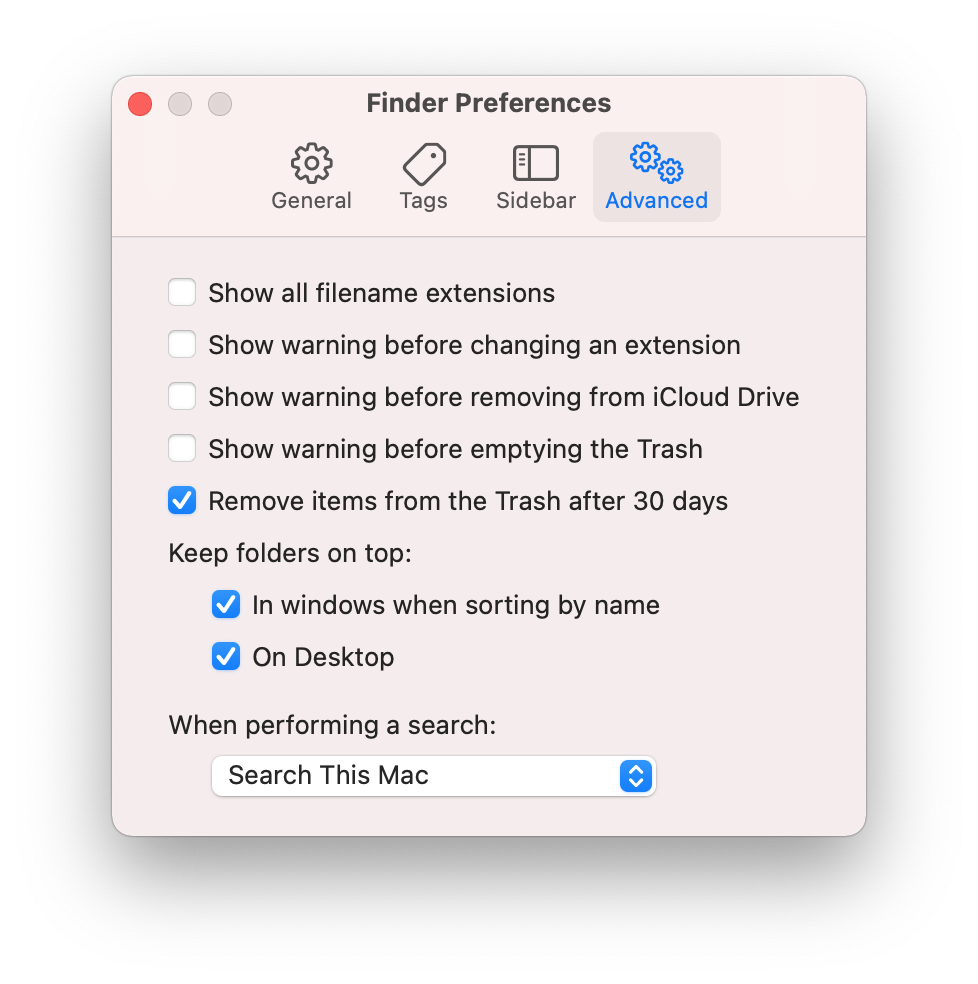 Finder Preferences
General Tags Sidebar Advanced
Show all filename extensions
Show warning before changing an extension
Show warning before removing from iCloud Drive
Show warning before emptying the Trash
Remove items from the Trash after 30 days
Keep folders on top:
In windows when sorting by name
On Desktop
When performing a search:
Search This Mac